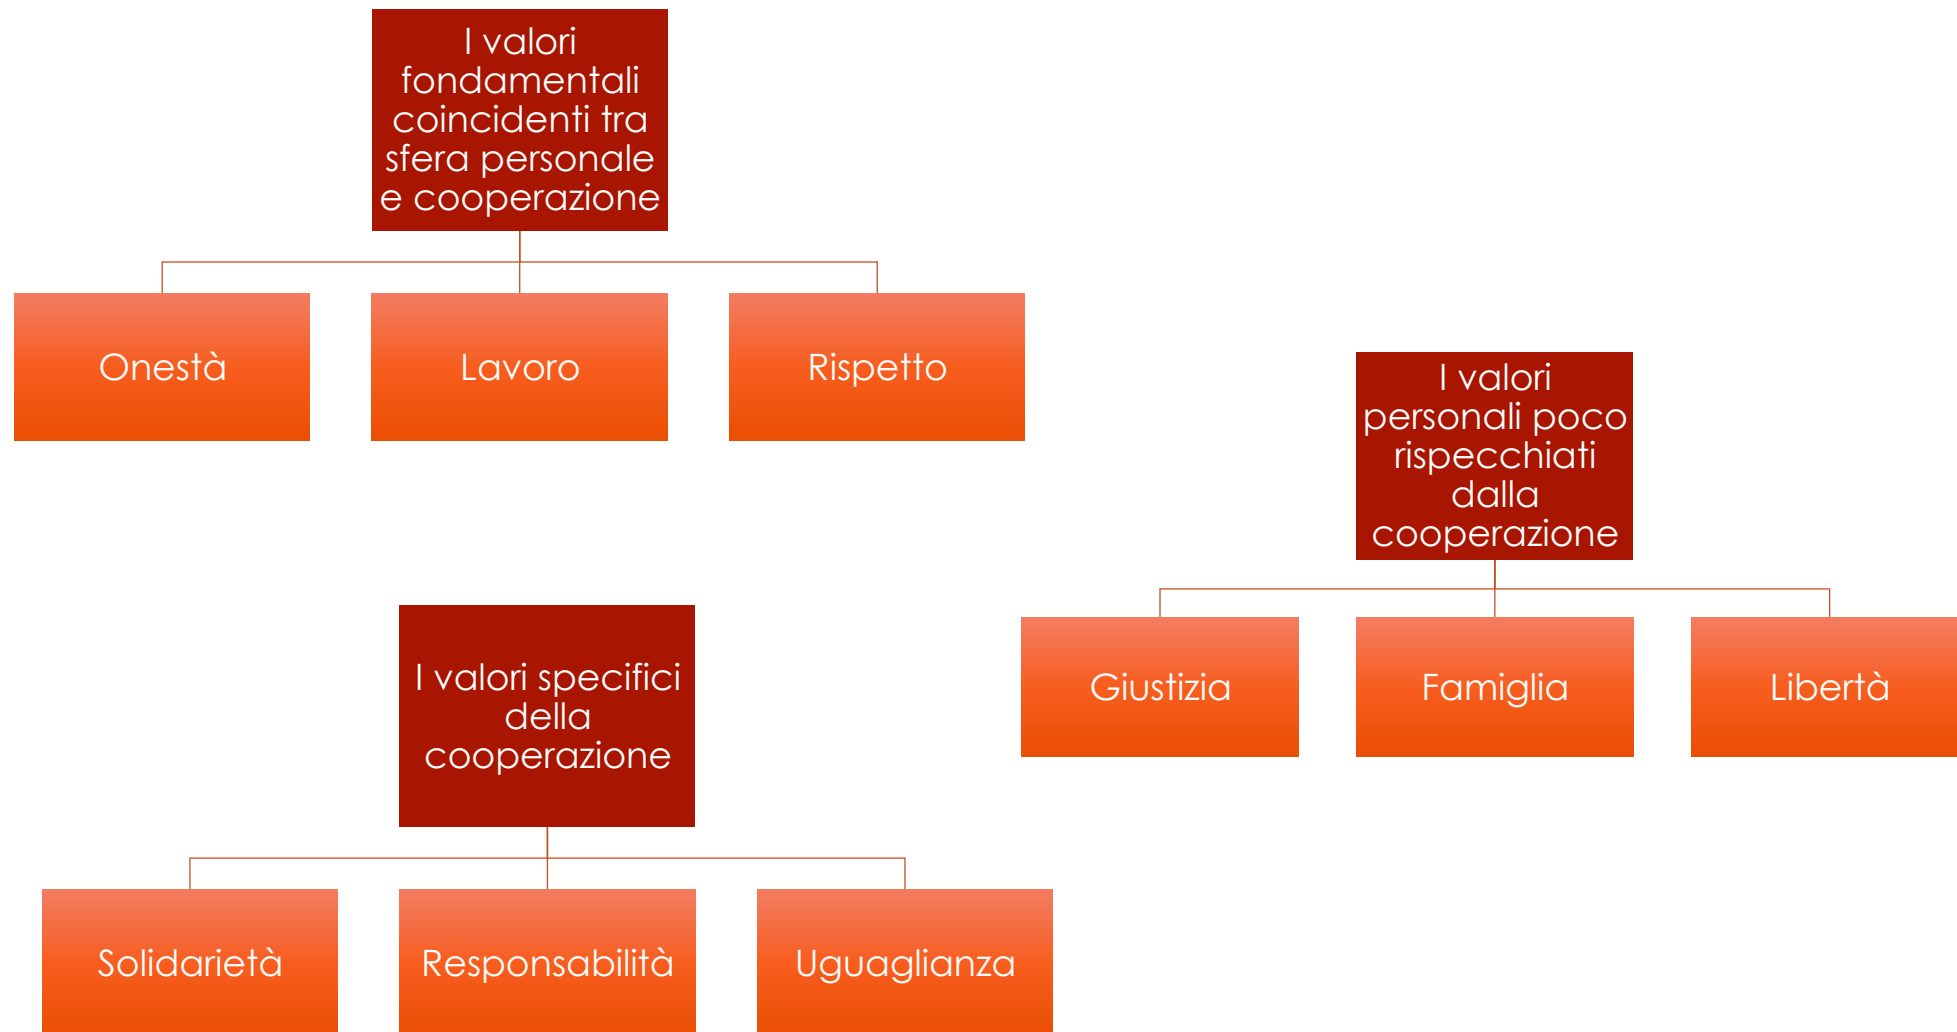 I valori
fondamentali
coincidenti tra
sfera personale
e cooperazione
Onestà
Lavoro
Rispetto
I valori
personali poco
rispecchiati
dalla
cooperazione
Giustizia
Famiglia
Libertà
I valori specifici
della
cooperazione
Solidarietà
Responsabilità
Uguaglianza